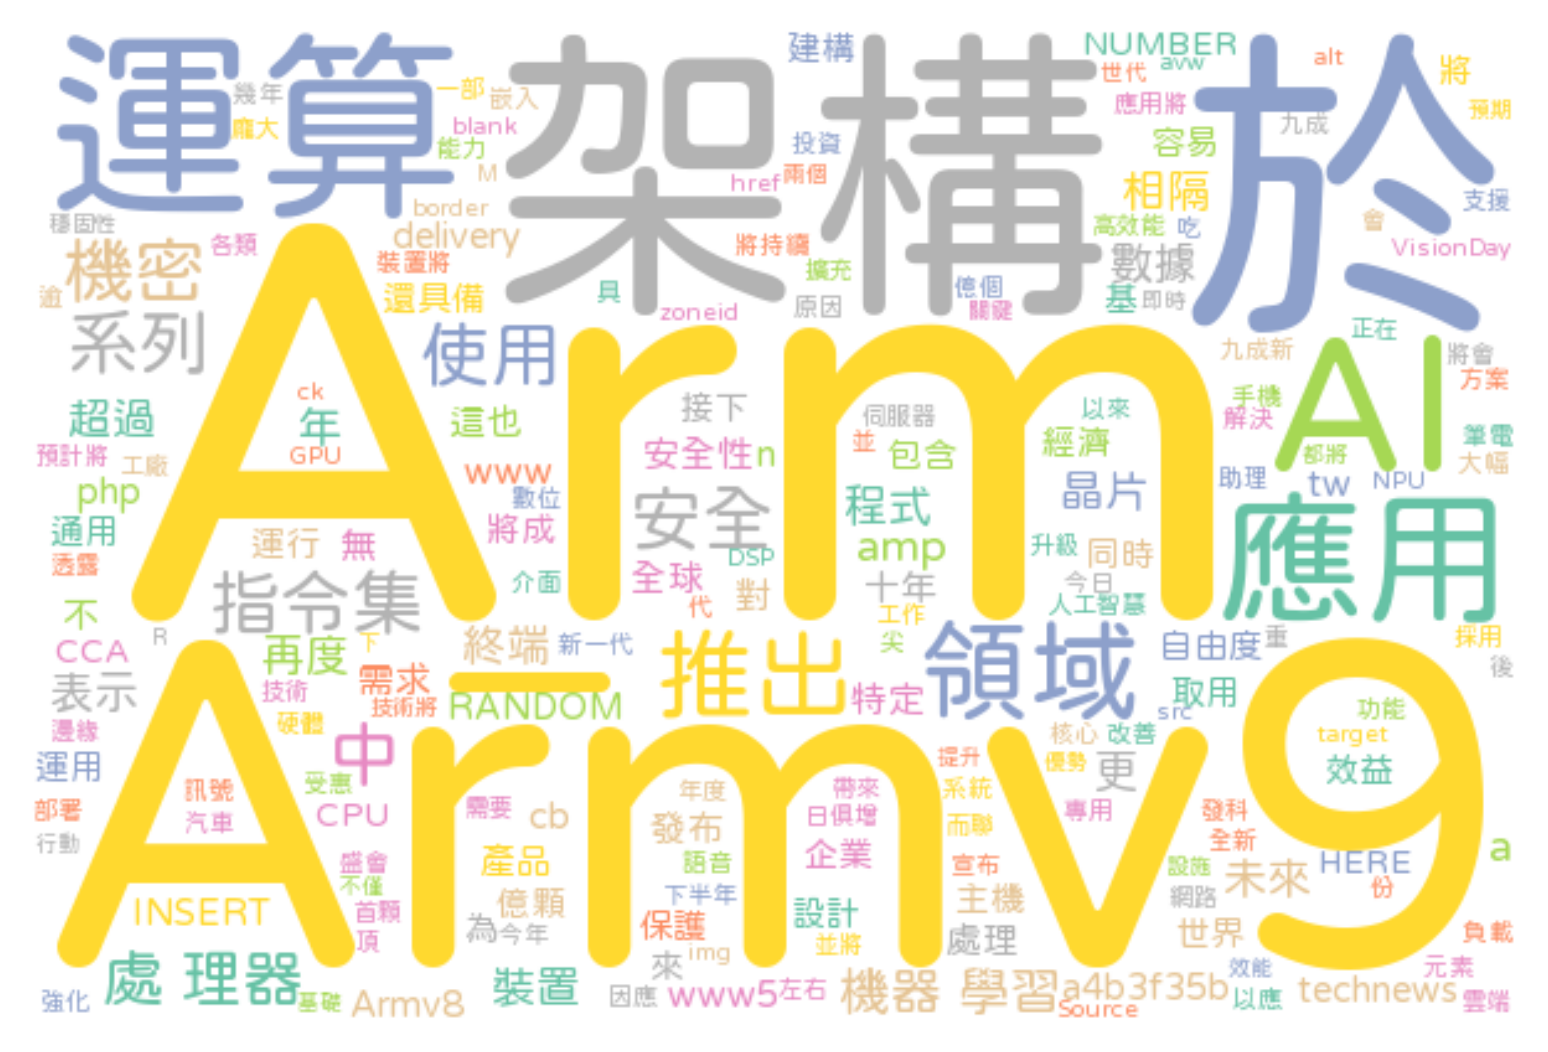 運算 架構 於
建構 NUMBER alt 將
世代 avw
幾年 一部 嵌入 應用將 九成 預期
龐大 blank 投資 容易
能力 M href 兩個 相隔 支援
穩固性 border 高效能 吃 會
機密 各類 delivery 將持續 數據 VisionDay
裝置將 擴充
逾 還具備 具 億個 基 即時
zoneid 原因 關鍵
系列 使用 Arm 正在 AI
九成新 將會
ck 接下 伺服器 以來 手機 方案
超過 年 這也 解決
預計將 工廠 GPU 安全性 n 並 包含 經濟 都將 筆電
大幅
php www 數位 安全 程式 晶片 助理 tw NPU
通用 運行 無 將成 DSP amp 升級 同時 應用
透露 介面 全球 十年 今日
不 指令集 代 對 工作 人工智慧
R 再度 下 終端 新一代 推出 尖 領域 自由度 重 採用
CCA 後
表示 技術 需求 特定 取用
技術將 RANDOM src 功能
邊緣 硬體 Armv9 核心 改善 target
運用 中 提升 優勢 更 效益
訊號 受惠 年度 帶來 系統
部署 汽車 CPU 需要 cb 發布 日俱增 而聯 專用 發科
行動 全新
盛會 產品 語音 企業 宣布 設施 未來 HERE a
不僅 下半年 網路 份
INSERT 首顆 億顆 保護 設計 主機
頂 為 今年 並將 處理 世界 負載
處 理器 來 img 效能 元素
強化 基礎 Armv8 裝置 因應 www5 左右 機器 學習 a4b3f35b 以應 technews 雲端
Source